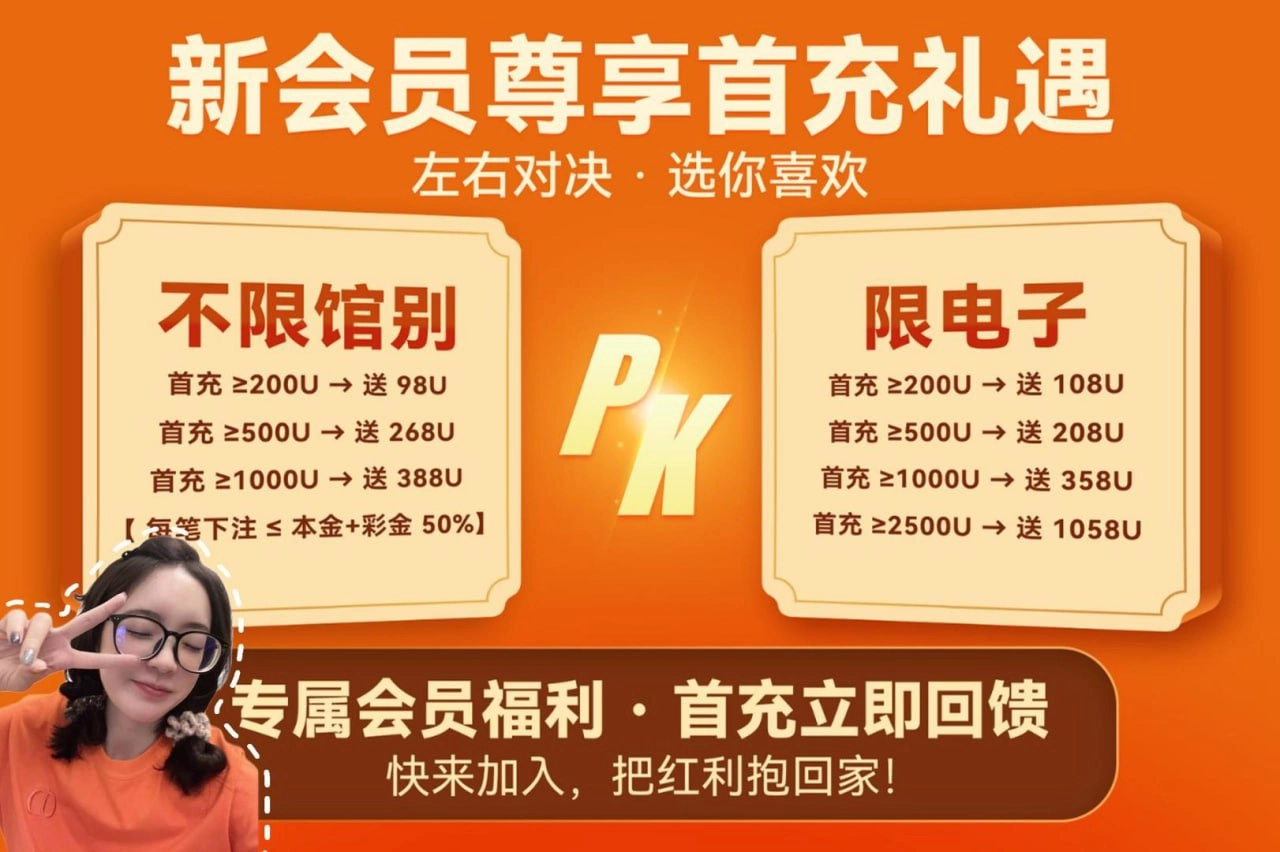 新会员尊享首充礼遇
左右对决 · 选你喜欢
不限馆别
首充 ≥200U → 送 98U
首充 ≥500U → 送 268U
首充 ≥1000U → 送 388U
【 每笔下注 ≤ 本金+彩金 50%】
PK
限电子
首充 ≥200U → 送 108U
首充 ≥500U → 送 208U
首充 ≥1000U → 送 358U
首充 ≥2500U → 送 1058U
专属会员福利 · 首充立即回馈
快来加入，把红利抱回家！